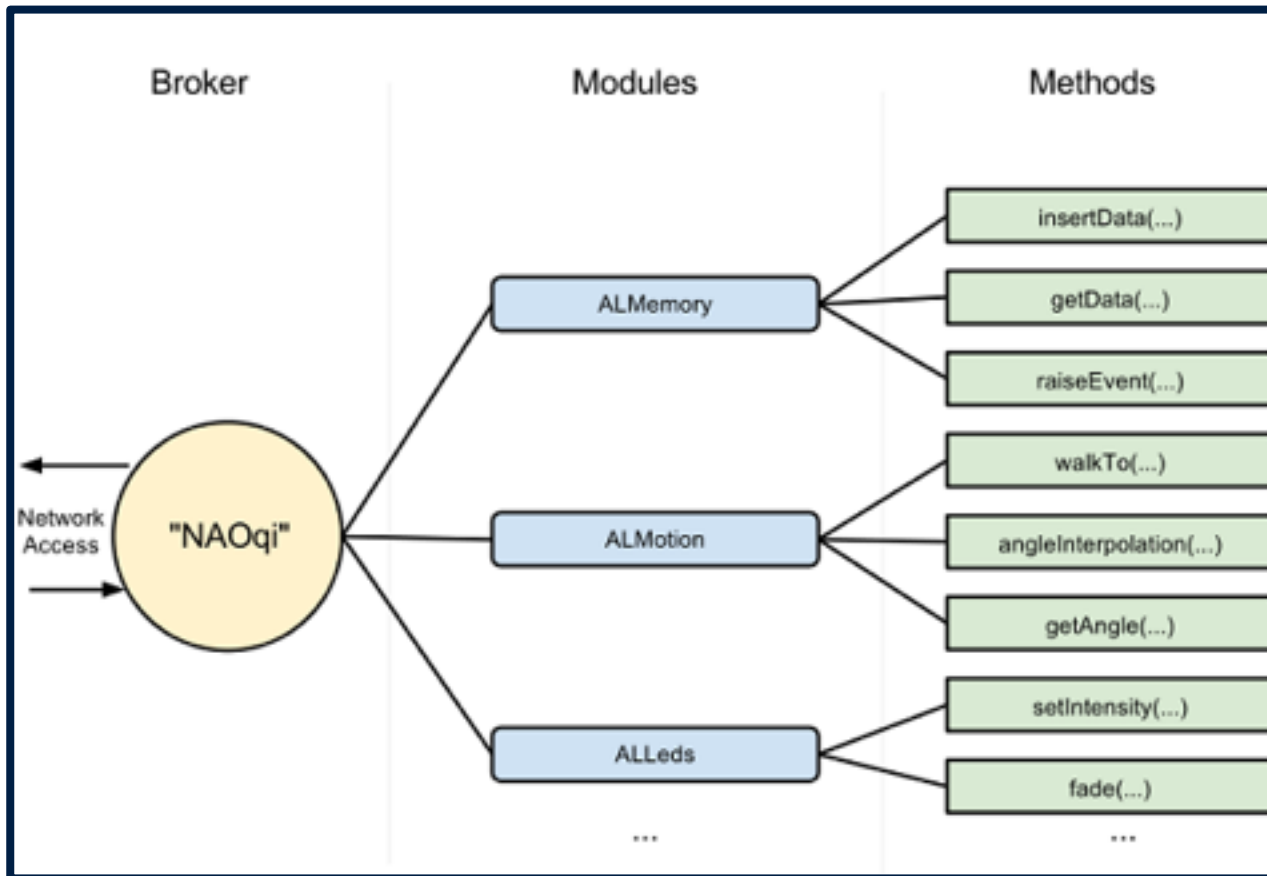 Broker
Modules
Methods
insertData(...)
ALMemory
getData(...)
raiseEvent(...)
walkTo(...)
Network
Access
"NAOqi"
ALMotion
angleInterpolation(...)
getAngle(...)
setIntensity(...)
ALLeds
fade(...)
...
...